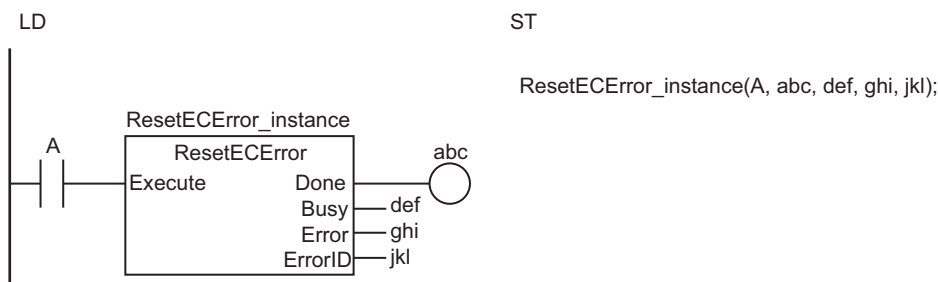 LD
ST
ResetECError_instance(A, abc, def, ghi, jkl);
ResetECError_instance
A
ResetECError
abc
Execute
Done
Busy
def
Error
ghi
ErrorID
jkl